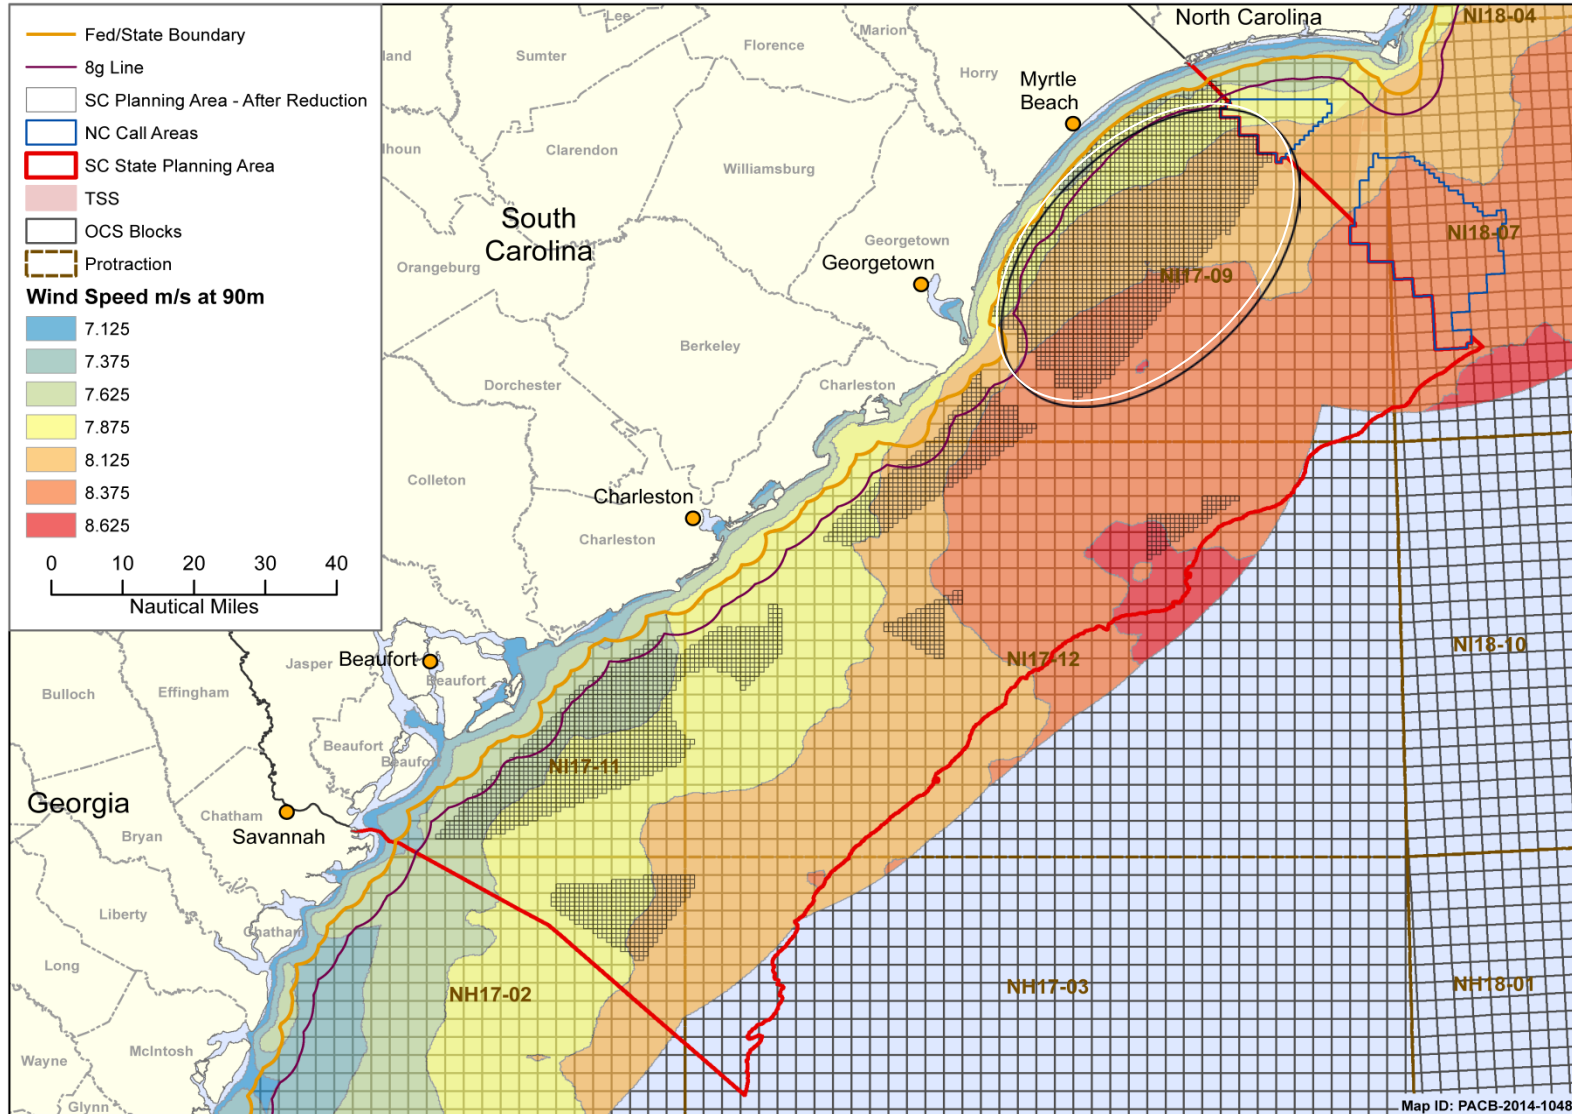 Fed/State Boundary
8g Line
SC Planning Area - After Reduction
NC Call Areas
SC State Planning Area
TSS
OCS Blocks
Protraction
Wind Speed m/s at 90m
7.125
7.375
7.625
7.875
8.125
8.375
8.625
0 10 20 30 40
Nautical Miles
Lee
Sumter
Florence
Marion
North Carolina
NI18-04
land
Horry
Myrtle
Beach
lhoun
Clarendon
Williamsburg
South
Carolina
Georgetown
Georgetown
Orangeburg
NI18-07
NI17-09
Berkeley
Dorchester
Charleston
Colleton
Charleston
Charleston
Jasper
Beaufort
Beaufort
NI17-12
NI18-10
Bulloch
Effingham
Beaufort
Beaufort
NI17-11
Georgia
Chatham
Bryan
Savannah
Liberty
Chatham
Long
NH17-02
NH17-03
NH18-01
Wayne
McIntosh
Glynn
Map ID: PACB-2014-1048